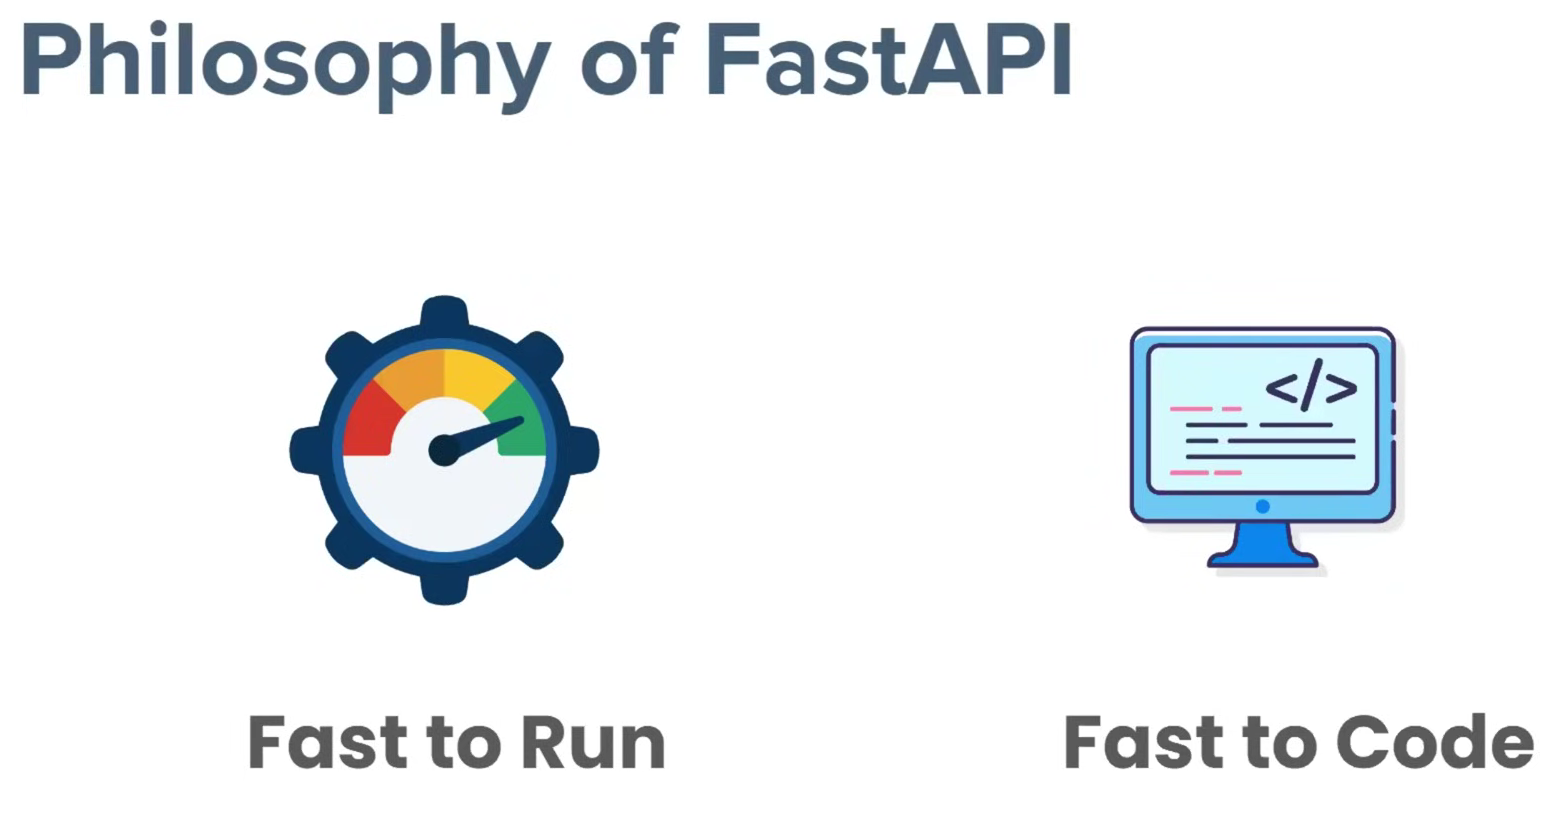 Philosophy of FastAPI
</>
Fast to Run
Fast to Code